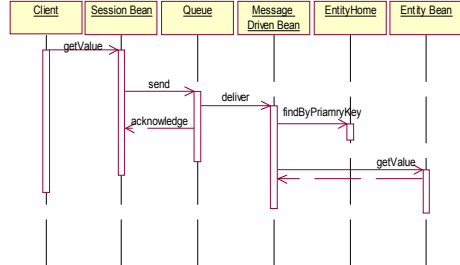 Client
Session Bean
Queue
Message
Driven Bean
EntityHome
Entity Bean
getValue
send
deliver
findByPriamryKey
acknowledge
getValue